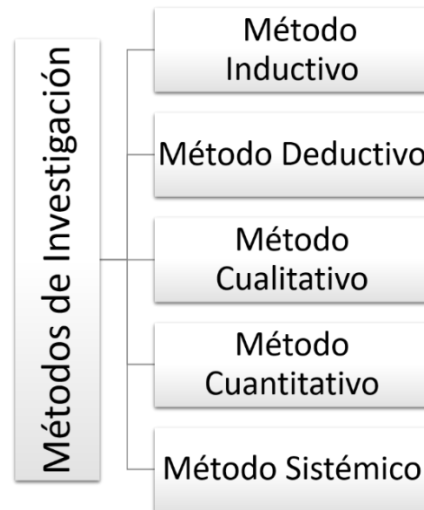 Métodos de Investigación
Método
Inductivo
Método Deductivo
Método
Cualitativo
Método
Cuantitativo
Método Sistémico